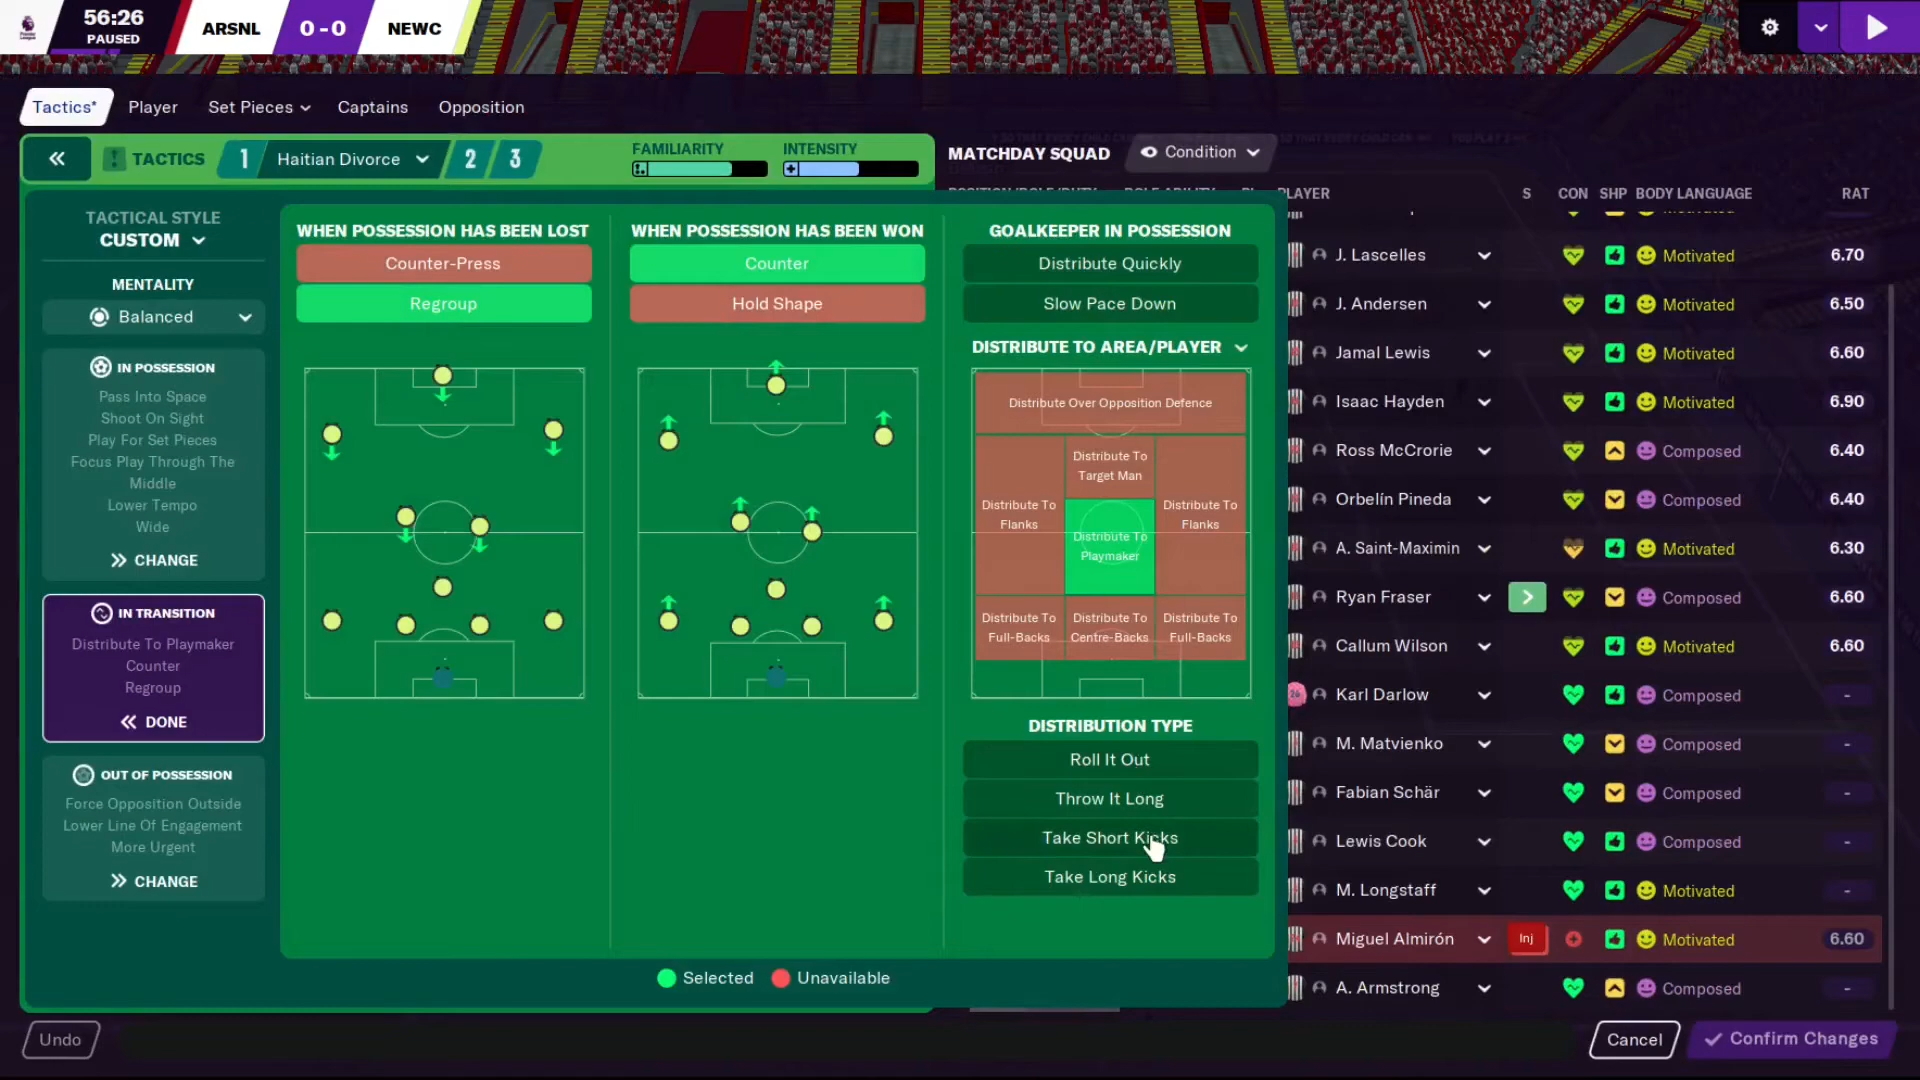 56:26
PAUSED
ARSNL
0 - 0
NEWC
Tactics*
Player
Set Pieces
Captains
Opposition
TACTICS
1
Haitian Divorce
2
3
FAMILIARITY
INTENSITY
MATCHDAY SQUAD
Condition
TACTICAL STYLE
CUSTOM
MENTALITY
Balanced
IN POSSESSION
Pass Into Space
Shoot On Sight
Play For Set Pieces
Focus Play Through The
Middle
Lower Tempo
Wide
CHANGE
IN TRANSITION
Distribute To Playmaker
Counter
Regroup
DONE
OUT OF POSSESSION
Force Opposition Outside
Lower Line Of Engagement
More Urgent
CHANGE
WHEN POSSESSION HAS BEEN LOST
Counter-Press
Regroup
WHEN POSSESSION HAS BEEN WON
Counter
Hold Shape
GOALKEEPER IN POSSESSION
Distribute Quickly
Slow Pace Down
DISTRIBUTE TO AREA/PLAYER
Distribute Over Opposition Defence
Distribute To
Target Man
Distribute To
Flanks
Distribute To
Flanks
Distribute To
Playmaker
Distribute To
Full-Backs
Distribute To
Centre-Backs
Distribute To
Full-Backs
DISTRIBUTION TYPE
Roll It Out
Throw It Long
Take Short Kicks
Take Long Kicks
Selected
Unavailable
LAYER S CON SHP BODY LANGUAGE RAT
J. Lascelles Motivated 6.70
J. Andersen Motivated 6.50
Jamal Lewis Motivated 6.60
Isaac Hayden Motivated 6.90
Ross McCrorie Composed 6.40
Orbelín Pineda Composed 6.40
A. Saint-Maximin Motivated 6.30
Ryan Fraser Composed 6.60
Callum Wilson Motivated 6.60
Karl Darlow Composed -
M. Matvienko Composed -
Fabian Schär Composed -
Lewis Cook Composed -
M. Longstaff Motivated -
Miguel Almirón Inj Motivated 6.60
A. Armstrong Composed -
Undo
Cancel
Confirm Changes